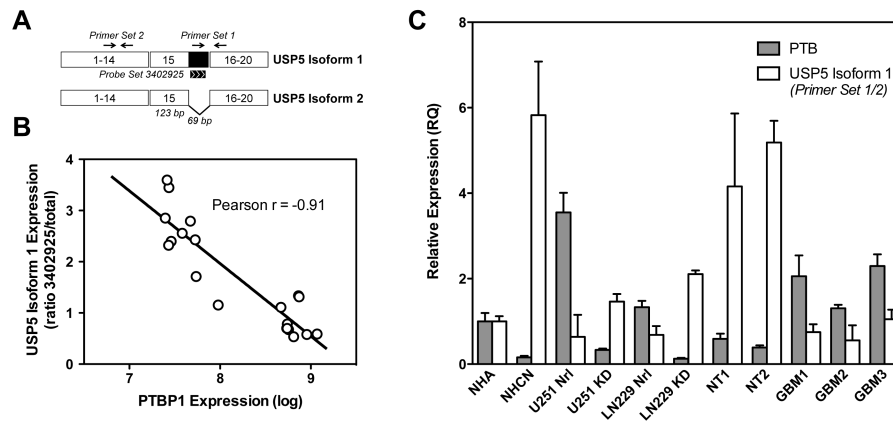 A
Primer Set 2
Primer Set 1
1-14
15
16-20
USP5 Isoform 1
Probe Set 3402925
1-14
15
16-20
USP5 Isoform 2
123 bp
69 bp
B
USP5 Isoform 1 Expression
(ratio 3402925/total)
4
3
2
1
0
Pearson r = -0.91
7
8
9
PTBP1 Expression (log)
C
Relative Expression (RQ)
8
6
4
2
0
PTB
USP5 Isoform 1
(Primer Set 1/2)
NHA
NHCN
U251 Nrl
U251 KD
LN229 Nrl
LN229 KD
NT1
NT2
GBM1
GBM2
GBM3